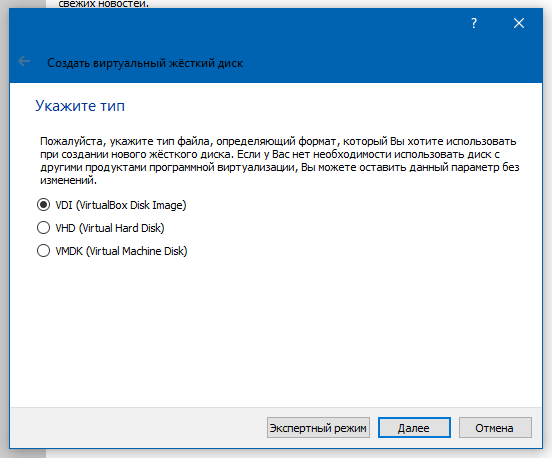 свежих новостей.
?
Создать виртуальный жёсткий диск
Укажите тип
Пожалуйста, укажите тип файла, определяющий формат, который Вы хотите использовать
при создании нового жёсткого диска. Если у Вас нет необходимости использовать диск с
другими продуктами программной виртуализации, Вы можете оставить данный параметр без
изменений.
VDI (VirtualBox Disk Image)
VHD (Virtual Hard Disk)
VMDK (Virtual Machine Disk)
Экспертный режим Далее Отмена